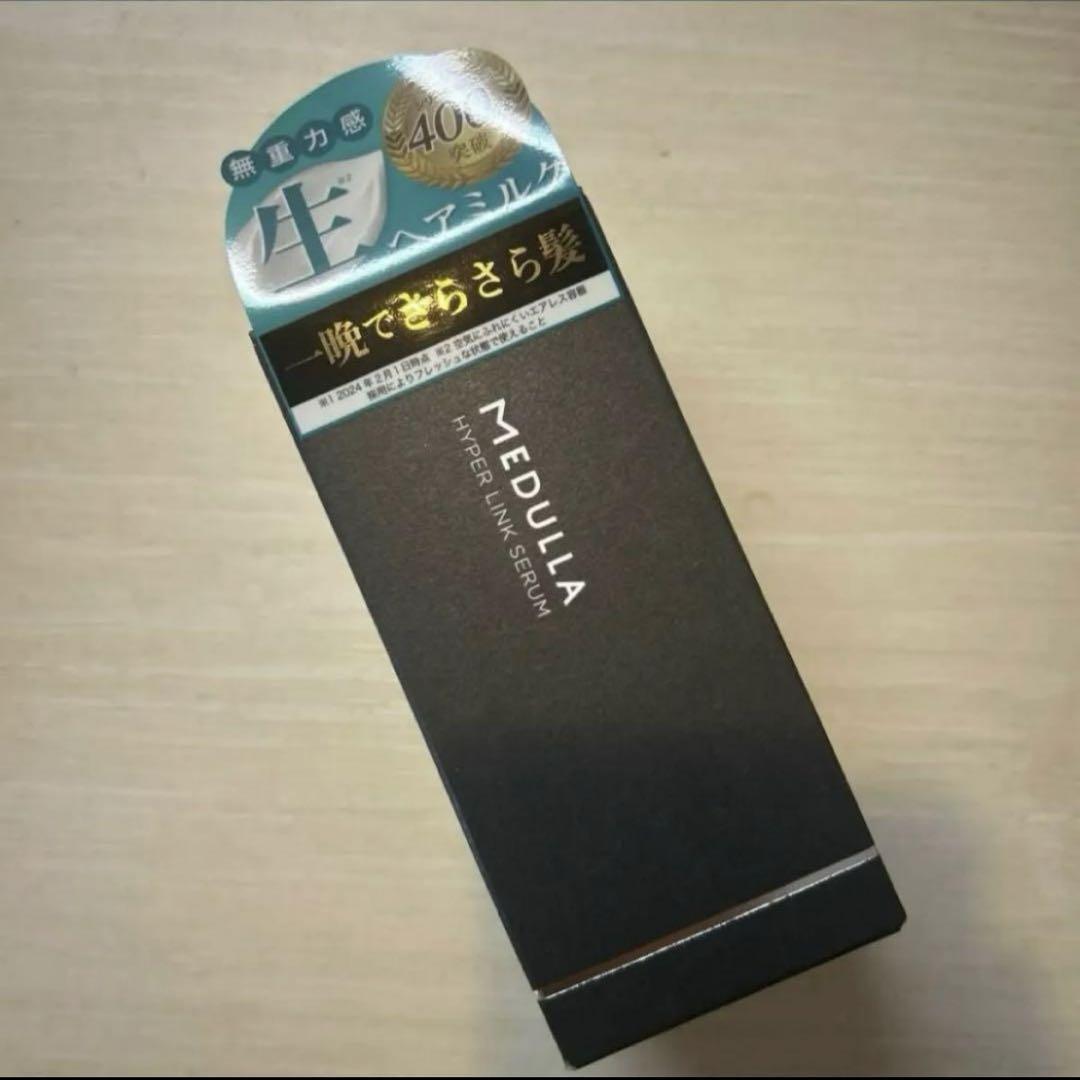 無重力感
400
突破
生※2
ヘアミルク
一晩でさらさら髪
※1 2024年2月1日時点 ※2 空気にふれにくいエアレス容器
採用によりフレッシュな状態で使えること
MEDULLA
HYPER LINK SERUM